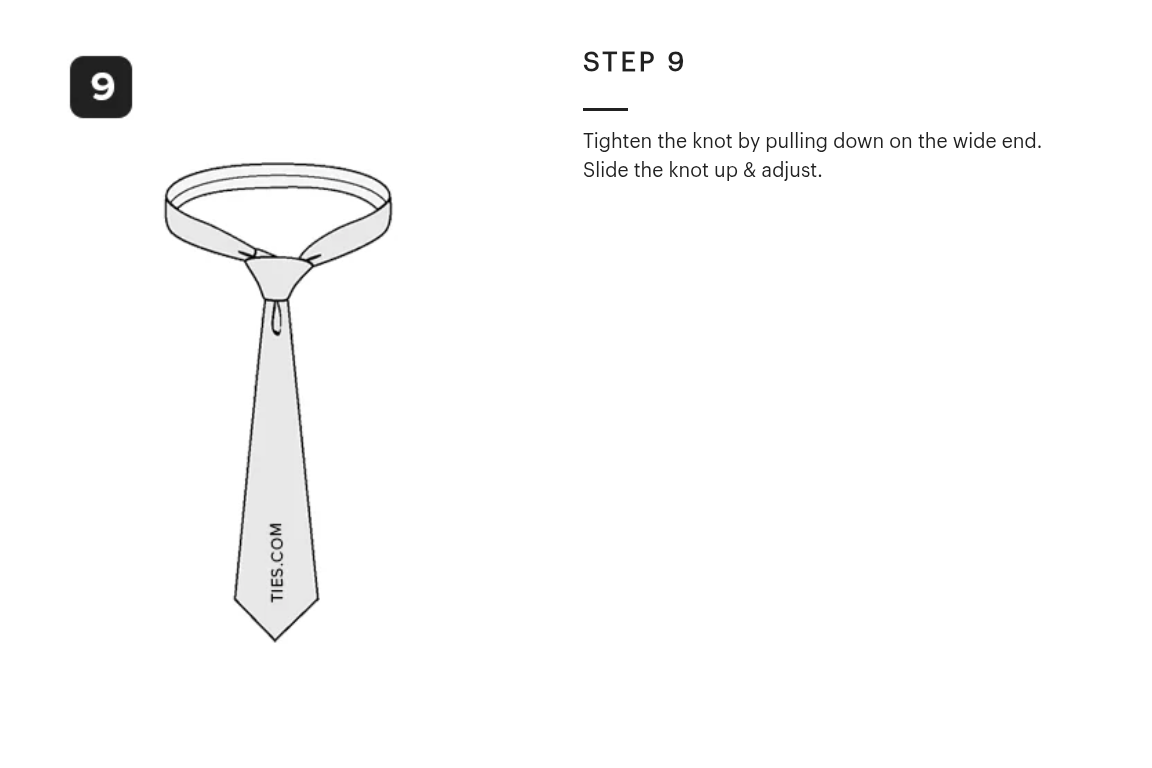 9
STEP 9
Tighten the knot by pulling down on the wide end.
Slide the knot up & adjust.
TIES.COM